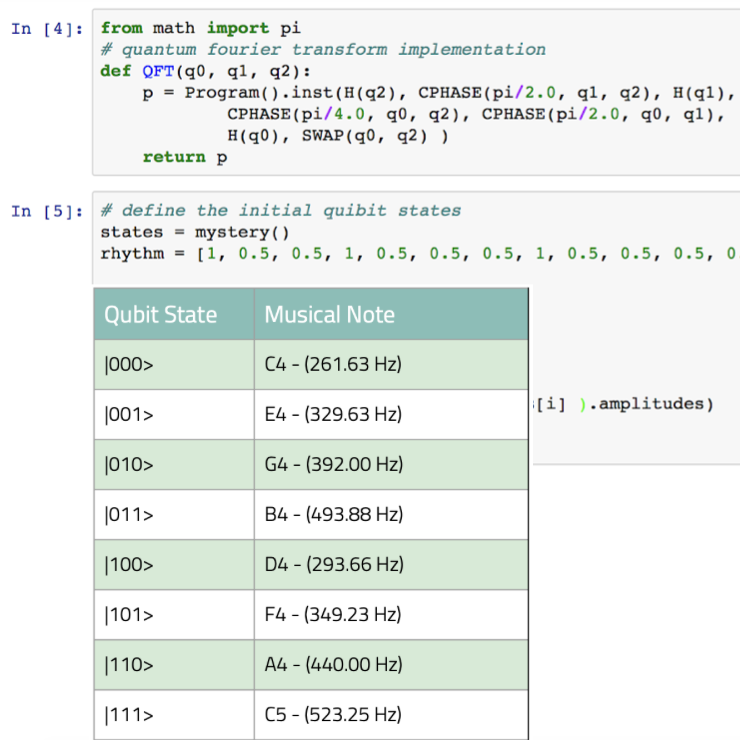 In [4]: from math import pi
# quantum fourier transform implementation
def QFT(q0, q1, q2):
p = Program().inst(H(q2), CPHASE(pi/2.0, q1, q2), H(q1),
CPHASE(pi/4.0, q0, q2), CPHASE(pi/2.0, q0, q1),
H(q0), SWAP(q0, q2) )
return p
In [5]: # define the initial quibit states
states = mystery()
rhythm = [1, 0.5, 0.5, 1, 0.5, 0.5, 0.5, 1, 0.5, 0.5, 0.5, 0.
[i] ).amplitudes)
Qubit State Musical Note
|000> C4 - (261.63 Hz)
|001> E4 - (329.63 Hz)
|010> G4 - (392.00 Hz)
|011> B4 - (493.88 Hz)
|100> D4 - (293.66 Hz)
|101> F4 - (349.23 Hz)
|110> A4 - (440.00 Hz)
|111> C5 - (523.25 Hz)